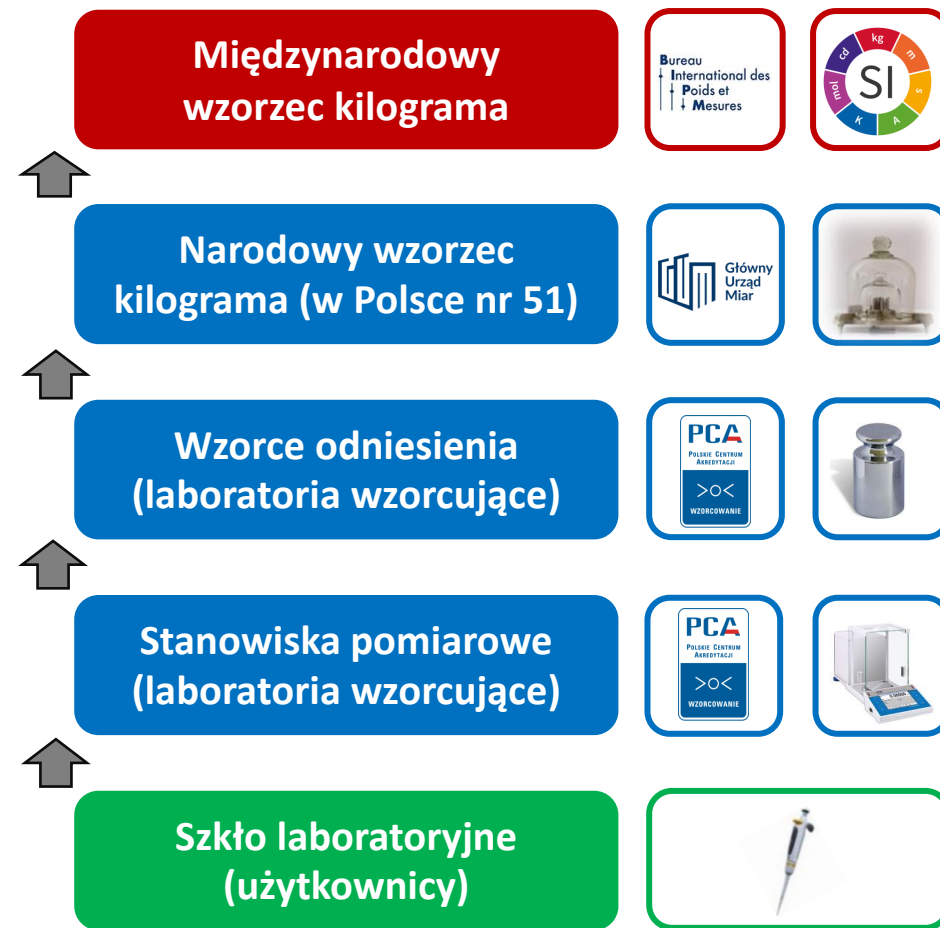 Międzynarodowy
wzorzec kilograma
Bureau
International des
Poids et
Mesures
SI
kg
m
s
A
K
mol
cd
Narodowy wzorzec
kilograma (w Polsce nr 51)
Główny
Urząd
Miar
Wzorce odniesienia
(laboratoria wzorcujące)
PCA
POLSKIE CENTRUM
AKREDYTACJI
>O<
WZORCOWANIE
Stanowiska pomiarowe
(laboratoria wzorcujące)
PCA
POLSKIE CENTRUM
AKREDYTACJI
>O<
WZORCOWANIE
Szkło laboratoryjne
(użytkownicy)